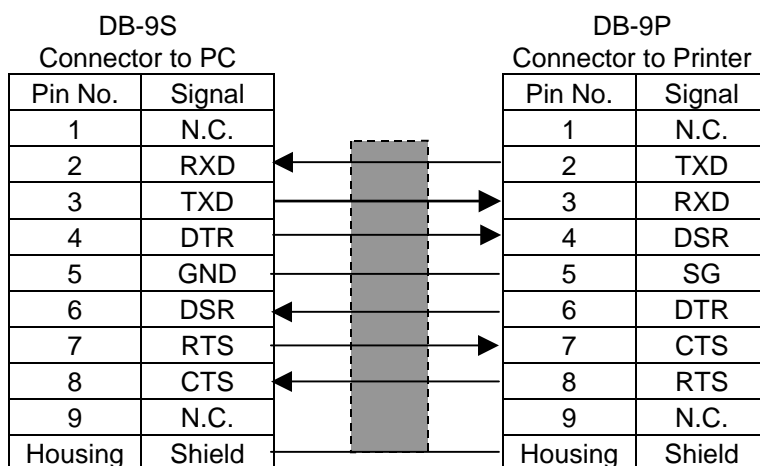 DB-9S DB-9P
Connector to PC Connector to Printer
Pin No. Signal Pin No. Signal
1 N.C. 1 N.C.
2 RXD 2 TXD
3 TXD 3 RXD
4 DTR 4 DSR
5 GND 5 SG
6 DSR 6 DTR
7 RTS 7 CTS
8 CTS 8 RTS
9 N.C. 9 N.C.
Housing Shield Housing Shield